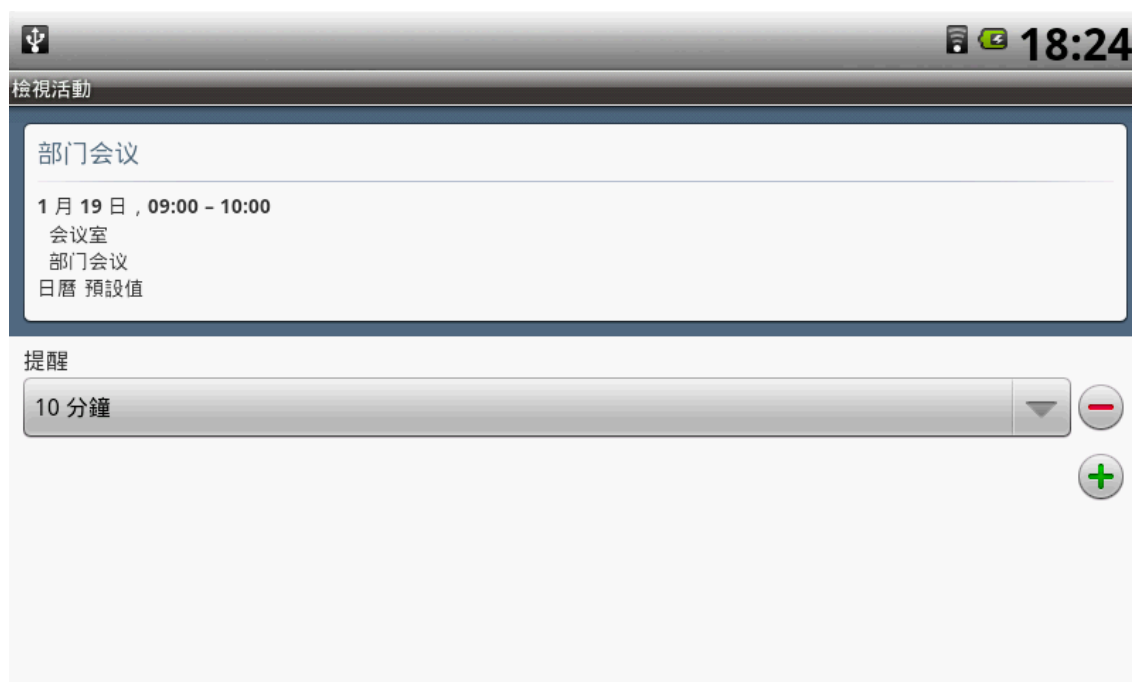 18:24
檢視活動
部门会议
1 月 19 日 , 09:00 – 10:00
会议室
部门会议
日曆 預設值
提醒
10 分鐘